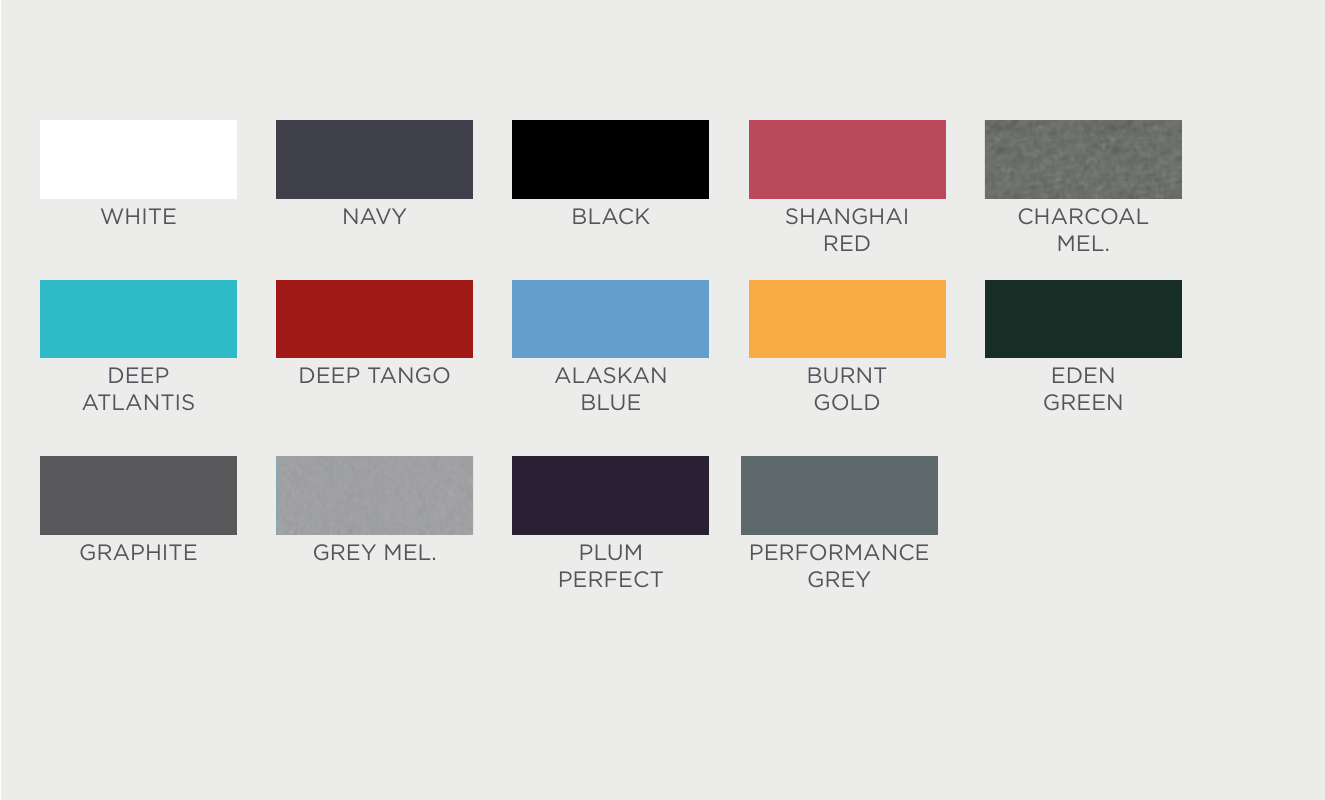 WHITE
NAVY
BLACK
SHANGHAI
RED
CHARCOAL
MEL.
DEEP
ATLANTIS
DEEP TANGO
ALASKAN
BLUE
BURNT
GOLD
EDEN
GREEN
GRAPHITE
GREY MEL.
PLUM
PERFECT
PERFORMANCE
GREY